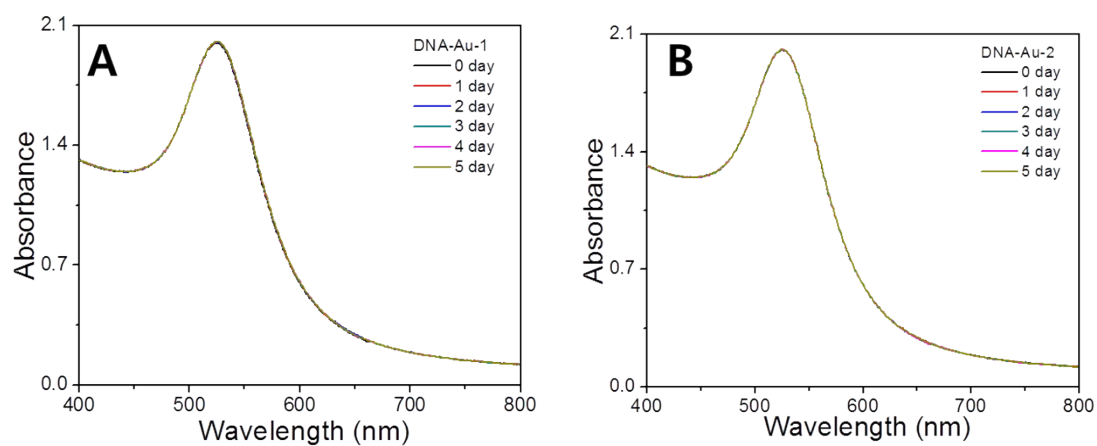 A
DNA-Au-1
0 day
1 day
2 day
3 day
4 day
5 day
Absorbance
2.1
1.4
0.7
0.0
400
500
600
700
800
Wavelength (nm)
B
DNA-Au-2
0 day
1 day
2 day
3 day
4 day
5 day
Absorbance
2.1
1.4
0.7
0.0
400
500
600
700
800
Wavelength (nm)